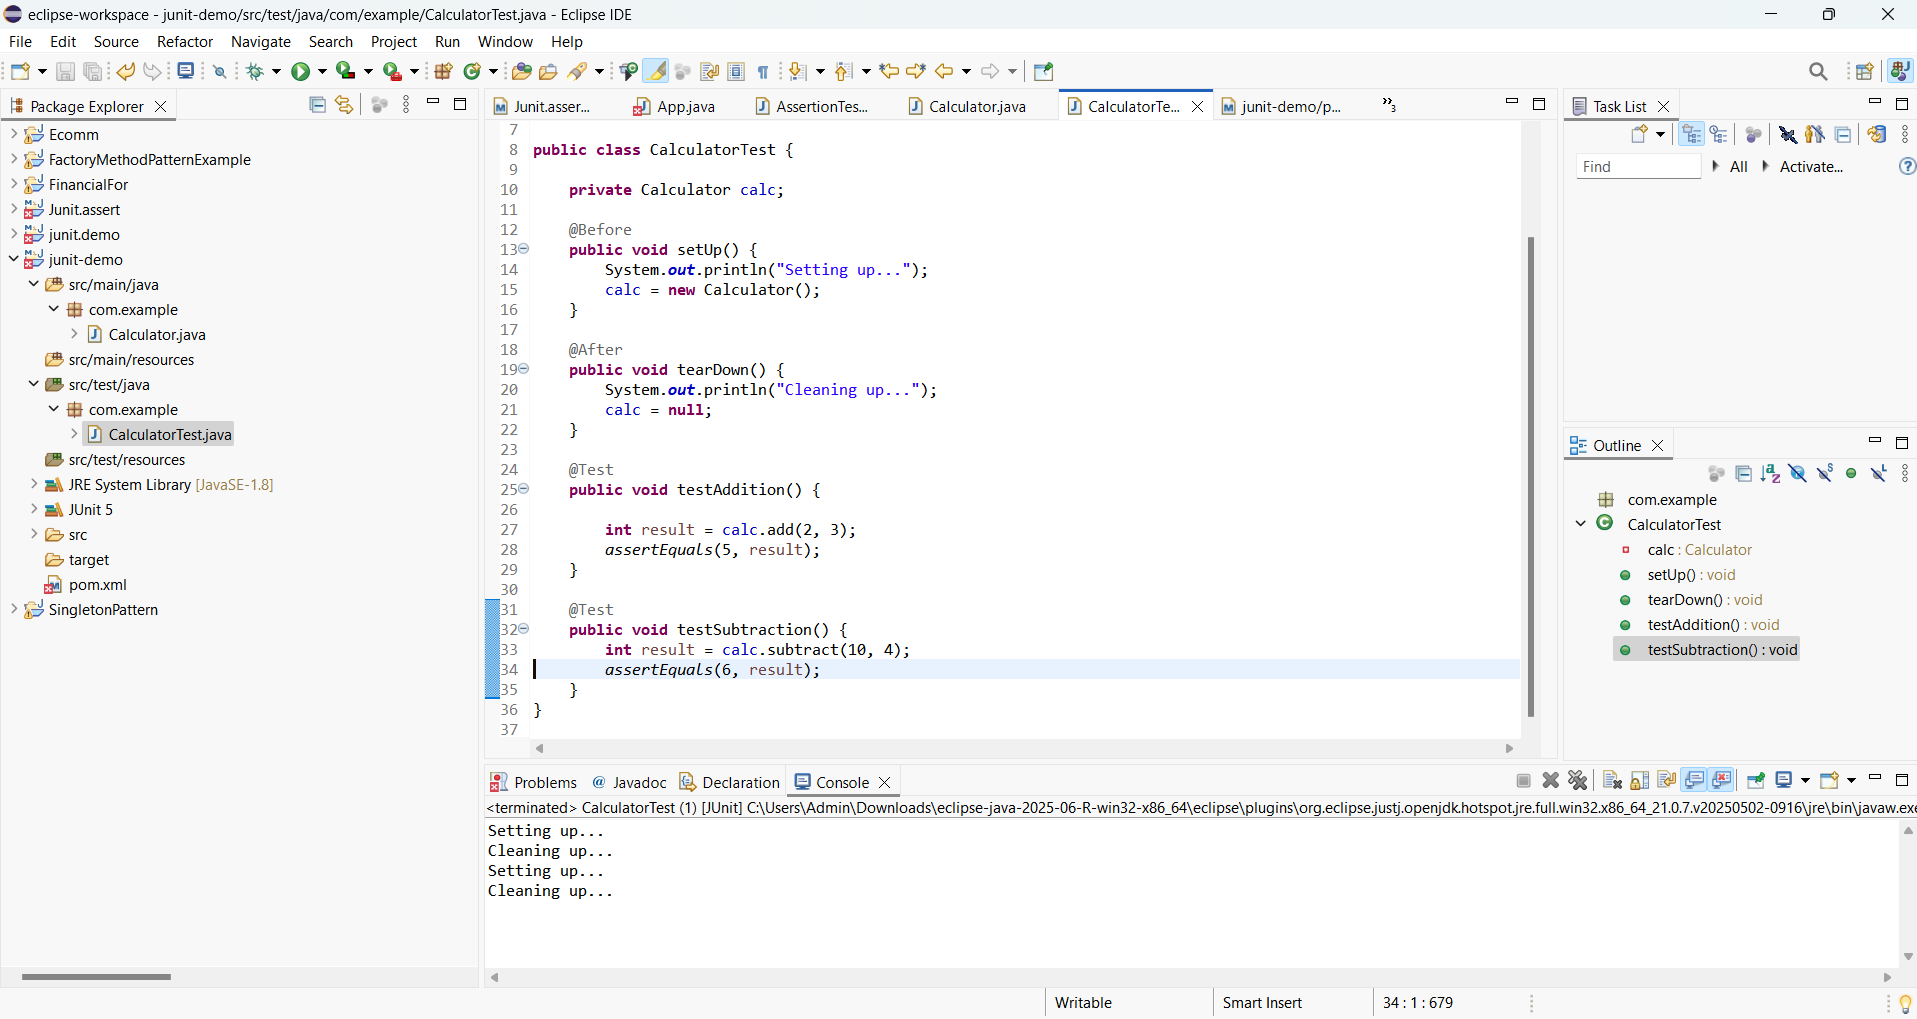 eclipse-workspace - junit-demo/src/test/java/com/example/CalculatorTest.java - Eclipse IDE
File Edit Source Refactor Navigate Search Project Run Window Help
Package Explorer
Ecomm
FactoryMethodPatternExample
FinancialFor
Junit.assert
junit.demo
junit-demo
src/main/java
com.example
Calculator.java
src/main/resources
src/test/java
com.example
CalculatorTest.java
src/test/resources
JRE System Library [JavaSE-1.8]
JUnit 5
src
target
pom.xml
SingletonPattern
Junit.asser... App.java AssertionTes... Calculator.java CalculatorTe... junit-demo/p... »3
7
8 public class CalculatorTest {
9
10 private Calculator calc;
11
12 @Before
13 public void setUp() {
14 System.out.println("Setting up...");
15 calc = new Calculator();
16 }
17
18 @After
19 public void tearDown() {
20 System.out.println("Cleaning up...");
21 calc = null;
22 }
23
24 @Test
25 public void testAddition() {
26
27 int result = calc.add(2, 3);
28 assertEquals(5, result);
29 }
30
31 @Test
32 public void testSubtraction() {
33 int result = calc.subtract(10, 4);
34 assertEquals(6, result);
35 }
36 }
37
Task List
Find All Activate...
Outline
com.example
CalculatorTest
calc : Calculator
setUp() : void
tearDown() : void
testAddition() : void
testSubtraction() : void
Problems Javadoc Declaration Console
<terminated> CalculatorTest (1) [JUnit] C:\Users\Admin\Downloads\eclipse-java-2025-06-R-win32-x86_64\eclipse\plugins\org.eclipse.justj.openjdk.hotspot.jre.full.win32.x86_64_21.0.7.v20250502-0916\jre\bin\javaw.exe
Setting up...
Cleaning up...
Setting up...
Cleaning up...
Writable Smart Insert 34 : 1 : 679